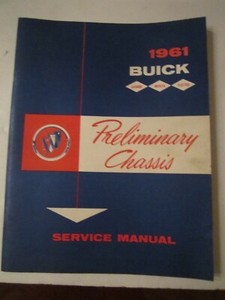 1961
BUICK
Preliminary
Chassis
SERVICE MANUAL